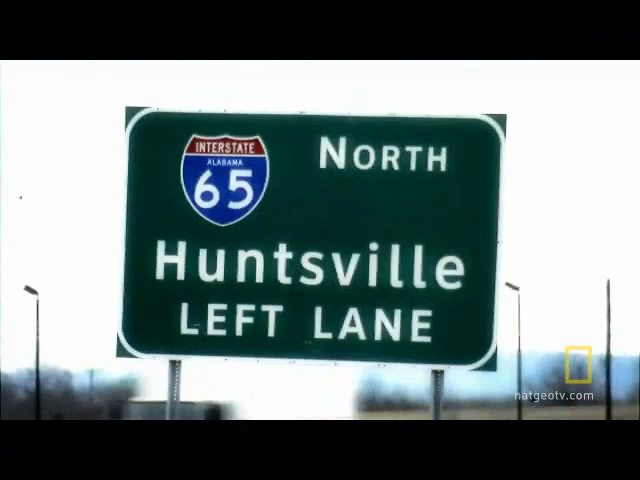 INTERSTATE
ALABAMA
65
NORTH
Huntsville
LEFT LANE
natgeotv.com